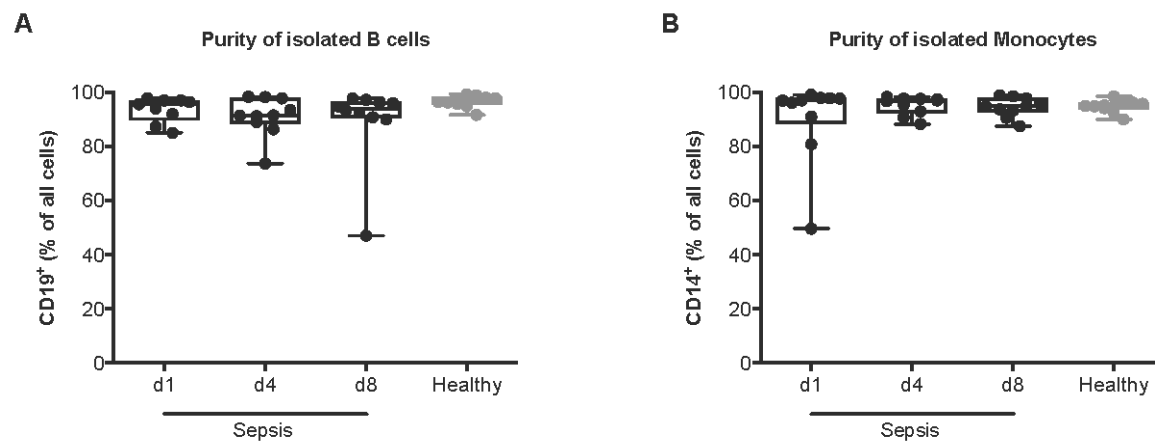 A
Purity of isolated B cells
CD19+ (% of all cells)
100
80
60
40
20
0
d1 d4 d8 Healthy
Sepsis
B
Purity of isolated Monocytes
CD14+ (% of all cells)
100
80
60
40
20
0
d1 d4 d8 Healthy
Sepsis